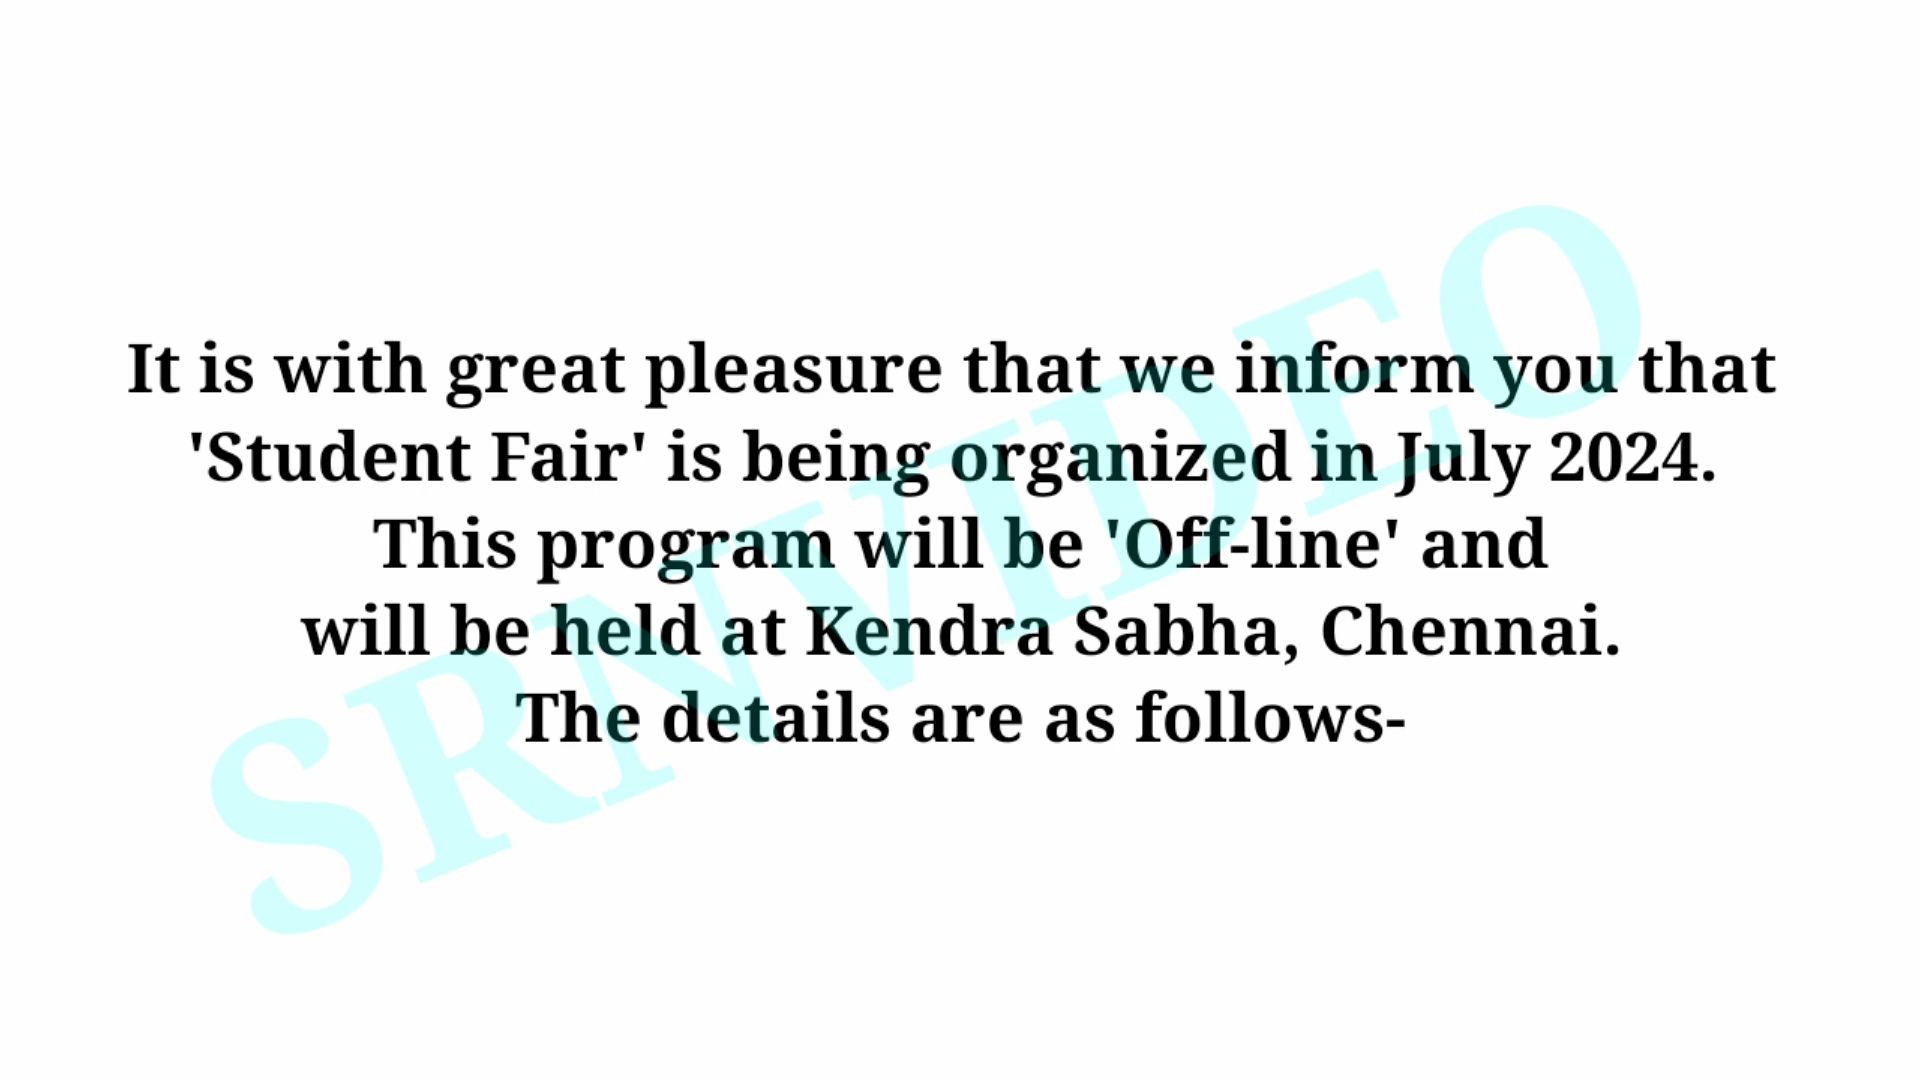 It is with great pleasure that we inform you that
'Student Fair' is being organized in July 2024.
This program will be 'Off-line' and
will be held at Kendra Sabha, Chennai.
The details are as follows-
SRNVIDEO